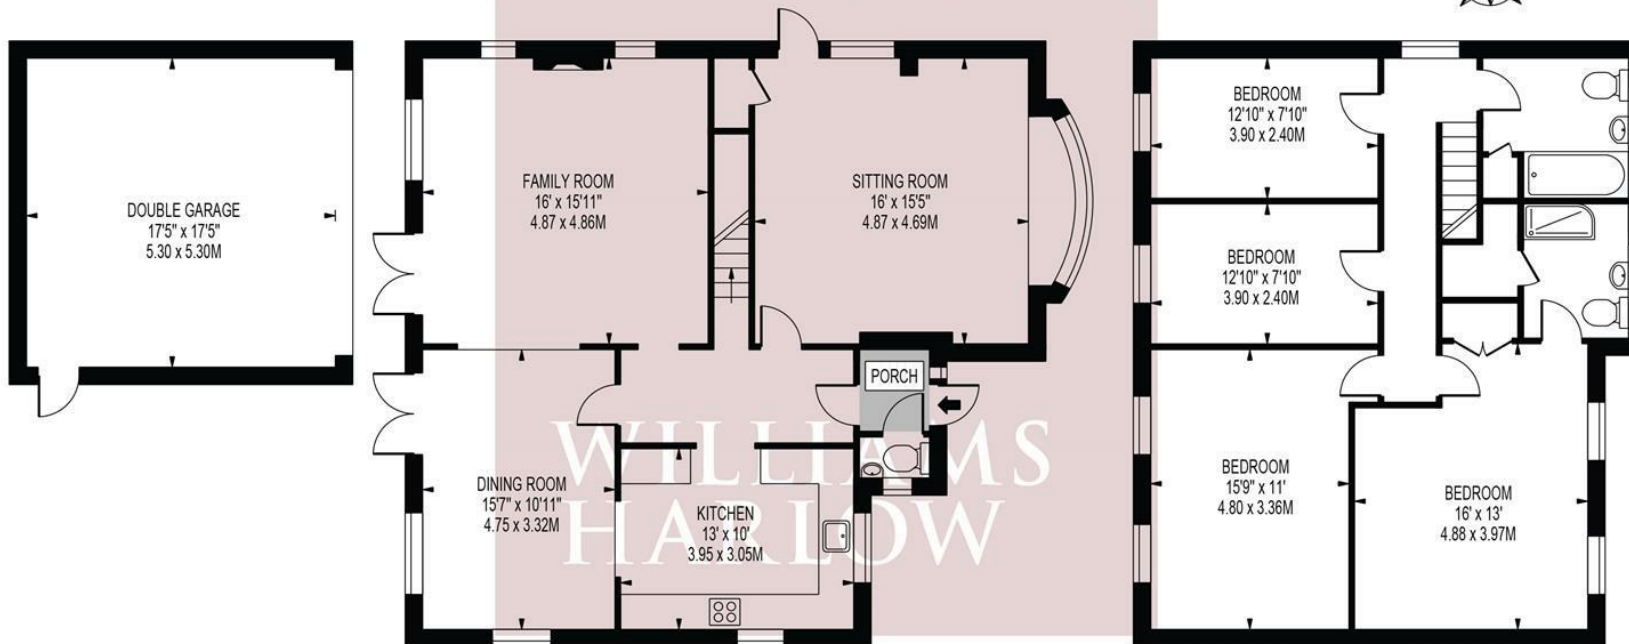 DOUBLE GARAGE
17'5" x 17'5"
5.30 x 5.30M
FAMILY ROOM
16' x 15'11"
4.87 x 4.86M
SITTING ROOM
16' x 15'5"
4.87 x 4.69M
PORCH
DINING ROOM
15'7" x 10'11"
4.75 x 3.32M
KITCHEN
13' x 10'
3.95 x 3.05M
WILLIAMS
HARLOW
BEDROOM
12'10" x 7'10"
3.90 x 2.40M
BEDROOM
12'10" x 7'10"
3.90 x 2.40M
BEDROOM
15'9" x 11'
4.80 x 3.36M
BEDROOM
16' x 13'
4.88 x 3.97M